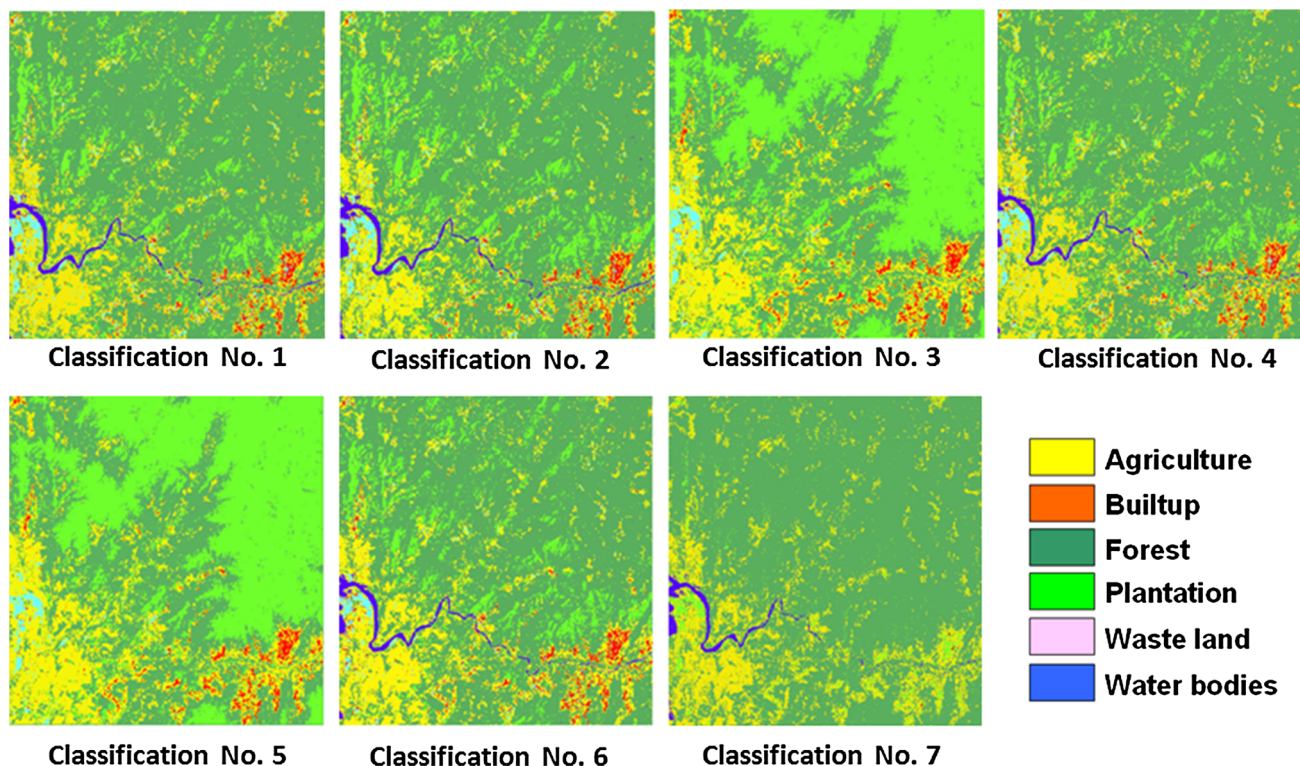 Classification No. 1
Classification No. 2
Classification No. 3
Classification No. 4
Classification No. 5
Classification No. 6
Classification No. 7
Agriculture
Builtup
Forest
Plantation
Waste land
Water bodies